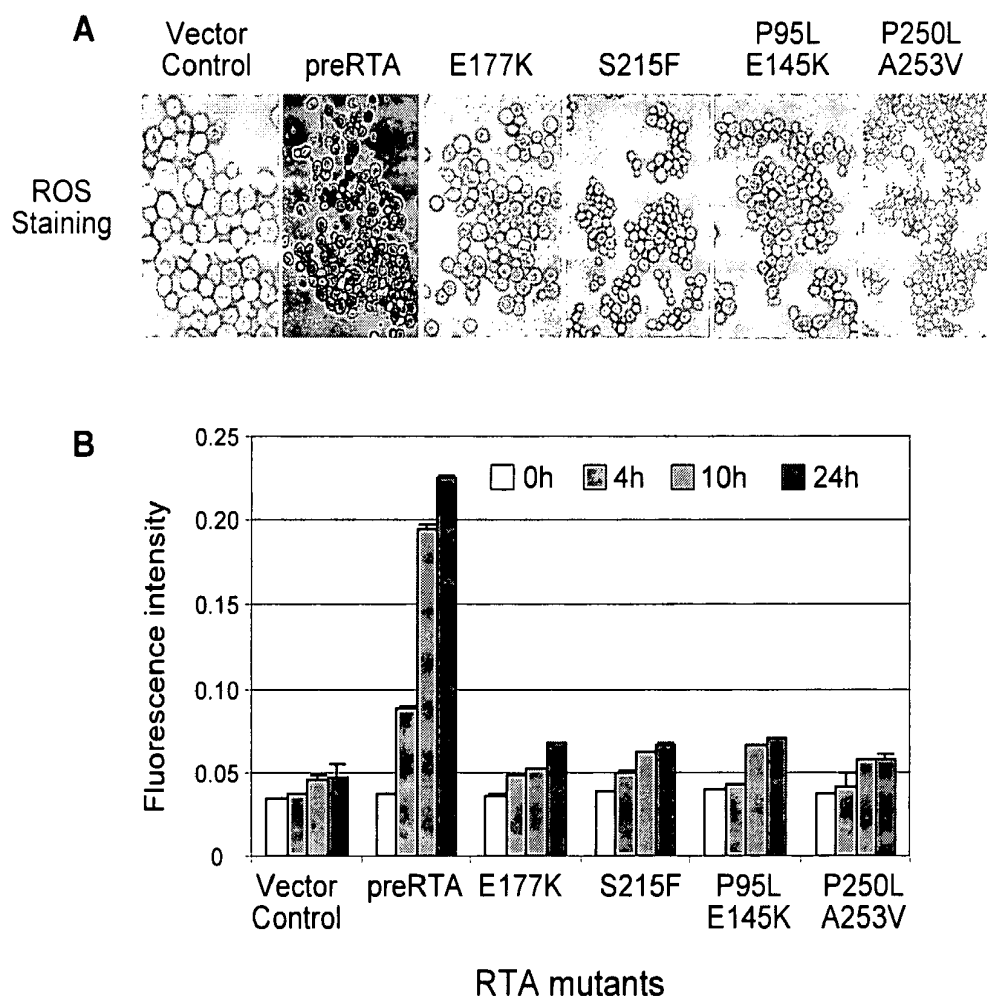 A
Vector Control
preRTA
E177K
S215F
P95L E145K
P250L A253V
ROS Staining
B
Fluorescence intensity
0.25
0.20
0.15
0.10
0.05
0
0h 4h 10h 24h
Vector Control
preRTA
E177K
S215F
P95L E145K
P250L A253V
RTA mutants